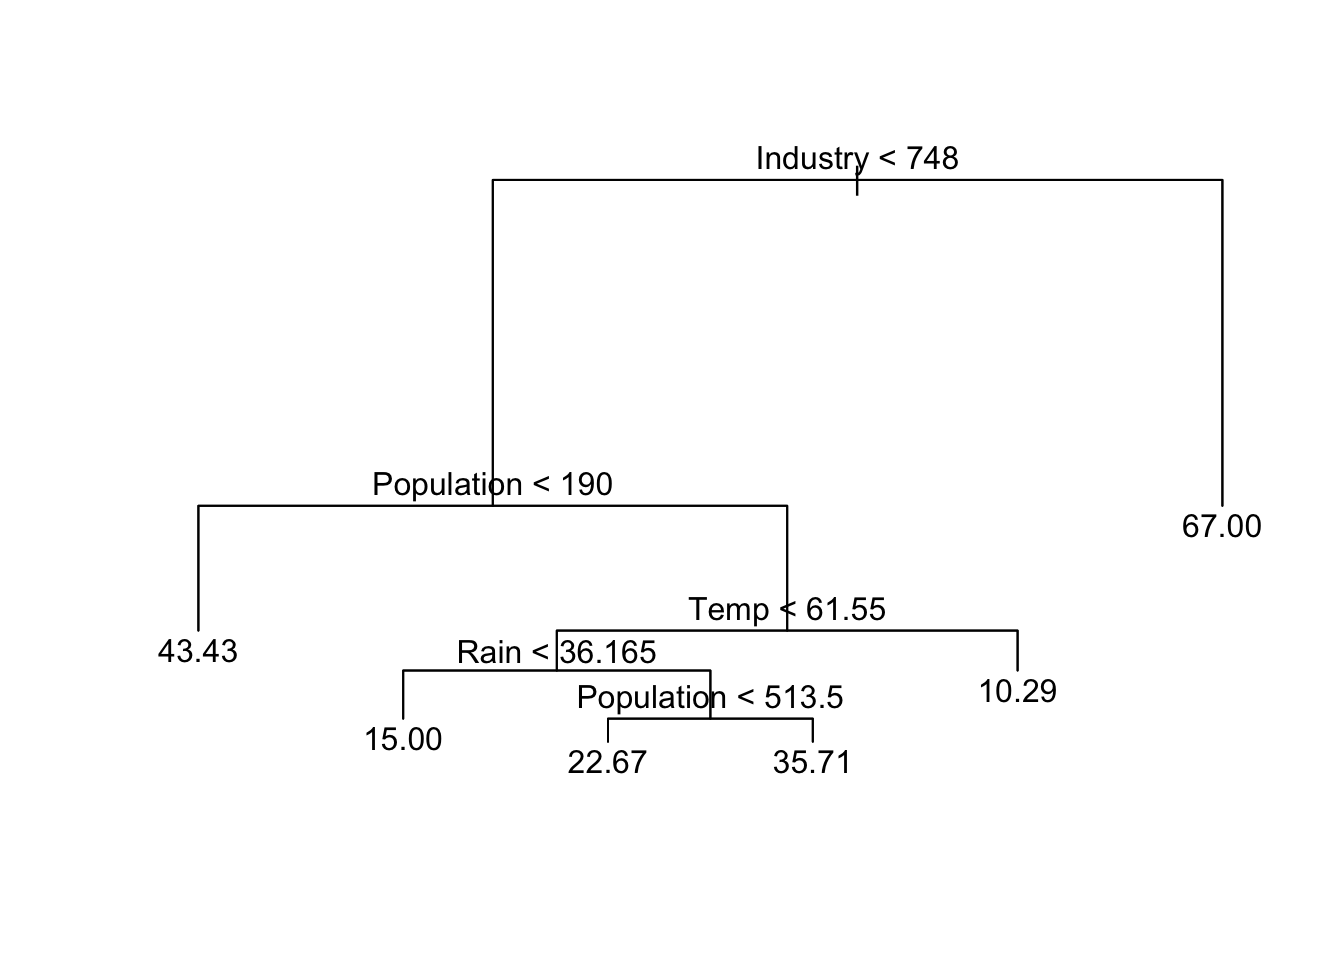 Industry < 748
Population < 190
67.00
Temp < 61.55
43.43
Rain < 36.165
10.29
Population < 513.5
15.00
22.67
35.71